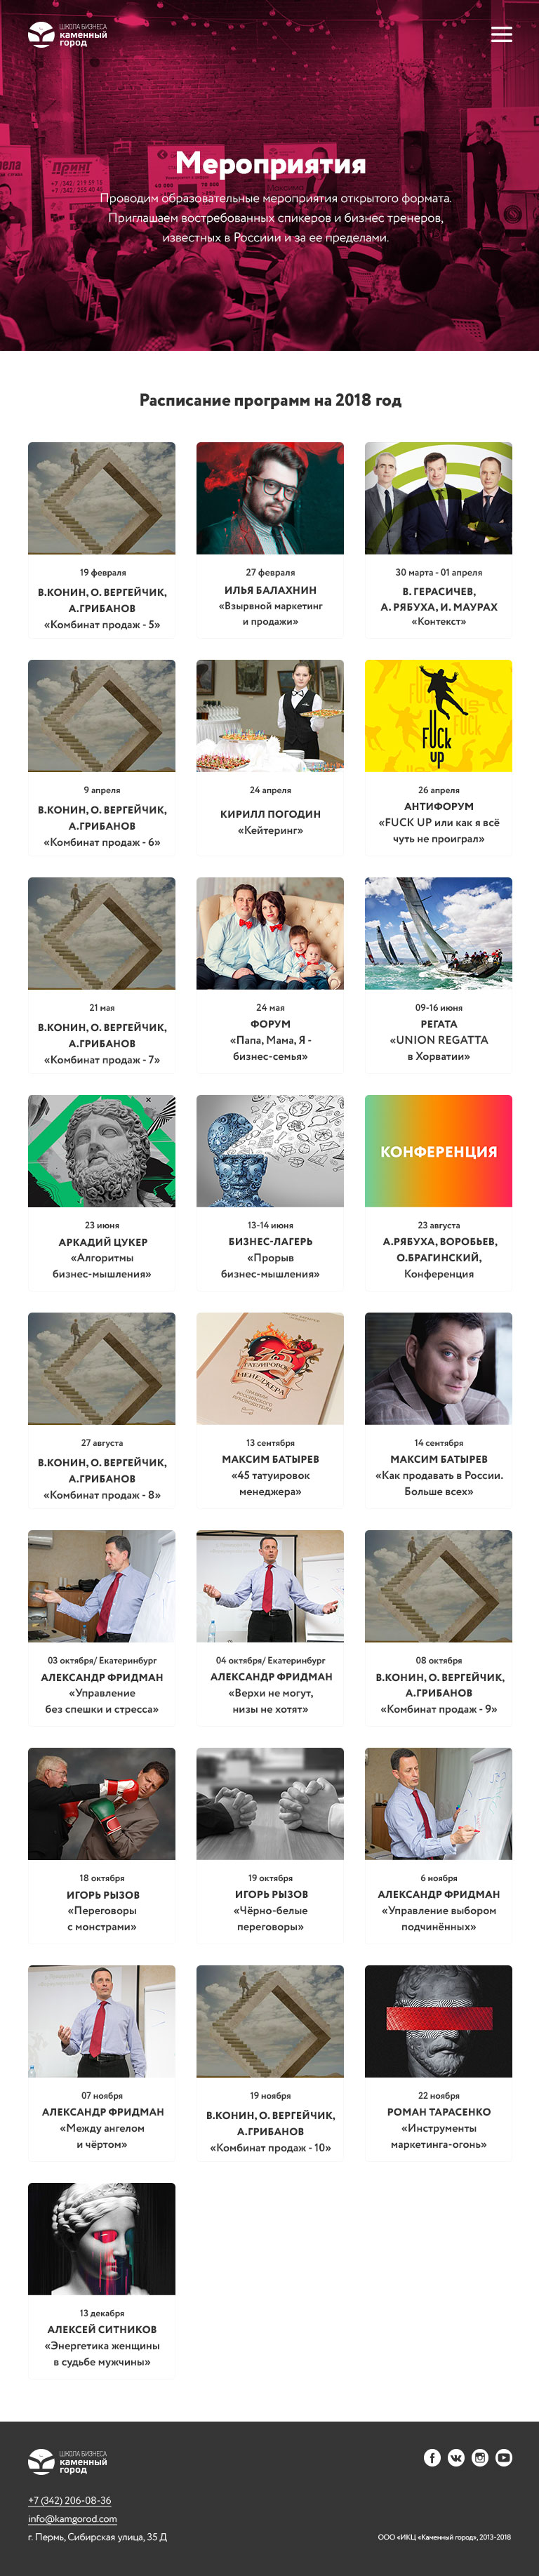 ШКОЛА БИЗНЕСА
каменный
город
Мероприятия
Проводим образовательные мероприятия открытого формата.
Приглашаем востребованных спикеров и бизнес тренеров,
известных в Россиии и за ее пределами.
Принт
Расписание программ на 2018 год
19 февраля
В.КОНИН, О. ВЕРГЕЙЧИК,
А.ГРИБАНОВ
«Комбинат продаж - 5»
27 февраля
ИЛЬЯ БАЛАХНИН
«Взырвной маркетинг
и продажи»
30 марта - 01 апреля
В. ГЕРАСИЧЕВ,
А. РЯБУХА, И. МАУРАХ
«Контекст»
9 апреля
В.КОНИН, О. ВЕРГЕЙЧИК,
А.ГРИБАНОВ
«Комбинат продаж - 6»
24 апреля
КИРИЛЛ ПОГОДИН
«Кейтеринг»
FUCK
UP
26 апреля
АНТИФОРУМ
«FUCK UP или как я всё
чуть не проиграл»
21 мая
В.КОНИН, О. ВЕРГЕЙЧИК,
А.ГРИБАНОВ
«Комбинат продаж - 7»
24 мая
ФОРУМ
«Папа, Мама, Я -
бизнес-семья»
09-16 июня
РЕГАТА
«UNION REGATTA
в Хорватии»
23 июня
АРКАДИЙ ЦУКЕР
«Алгоритмы
бизнес-мышления»
13-14 июня
БИЗНЕС-ЛАГЕРЬ
«Прорыв
бизнес-мышления»
КОНФЕРЕНЦИЯ
23 августа
А.РЯБУХА, ВОРОБЬЕВ,
О.БРАГИНСКИЙ,
Конференция
27 августа
В.КОНИН, О. ВЕРГЕЙЧИК,
А.ГРИБАНОВ
«Комбинат продаж - 8»
ТАТУИРОВОК
МЕНЕДЖЕРА
13 сентября
МАКСИМ БАТЫРЕВ
«45 татуировок
менеджера»
14 сентября
МАКСИМ БАТЫРЕВ
«Как продавать в России.
Больше всех»
03 октября/ Екатеринбург
АЛЕКСАНДР ФРИДМАН
«Управление
без спешки и стресса»
04 октября/ Екатеринбург
АЛЕКСАНДР ФРИДМАН
«Верхи не могут,
низы не хотят»
08 октября
В.КОНИН, О. ВЕРГЕЙЧИК,
А.ГРИБАНОВ
«Комбинат продаж - 9»
18 октября
ИГОРЬ РЫЗОВ
«Переговоры
с монстрами»
19 октября
ИГОРЬ РЫЗОВ
«Чёрно-белые
переговоры»
6 ноября
АЛЕКСАНДР ФРИДМАН
«Управление выбором
подчинённых»
07 ноября
АЛЕКСАНДР ФРИДМАН
«Между ангелом
и чёртом»
19 ноября
В.КОНИН, О. ВЕРГЕЙЧИК,
А.ГРИБАНОВ
«Комбинат продаж - 10»
22 ноября
РОМАН ТАРАСЕНКО
«Инструменты
маркетинга-огонь»
13 декабря
АЛЕКСЕЙ СИТНИКОВ
«Энергетика женщины
в судьбе мужчины»
ШКОЛА БИЗНЕСА
каменный
город
+7 (342) 206-08-36
info@kamgorod.com
г. Пермь, Сибирская улица, 35 Д
ООО «ИКЦ «Каменный город», 2013-2018